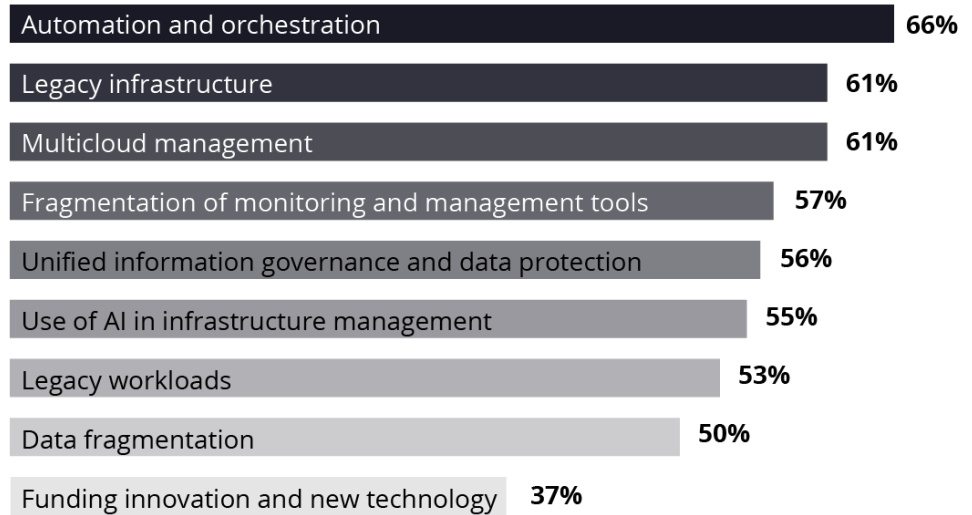 Automation and orchestration 66%
Legacy infrastructure 61%
Multicloud management 61%
Fragmentation of monitoring and management tools 57%
Unified information governance and data protection 56%
Use of AI in infrastructure management 55%
Legacy workloads 53%
Data fragmentation 50%
Funding innovation and new technology 37%